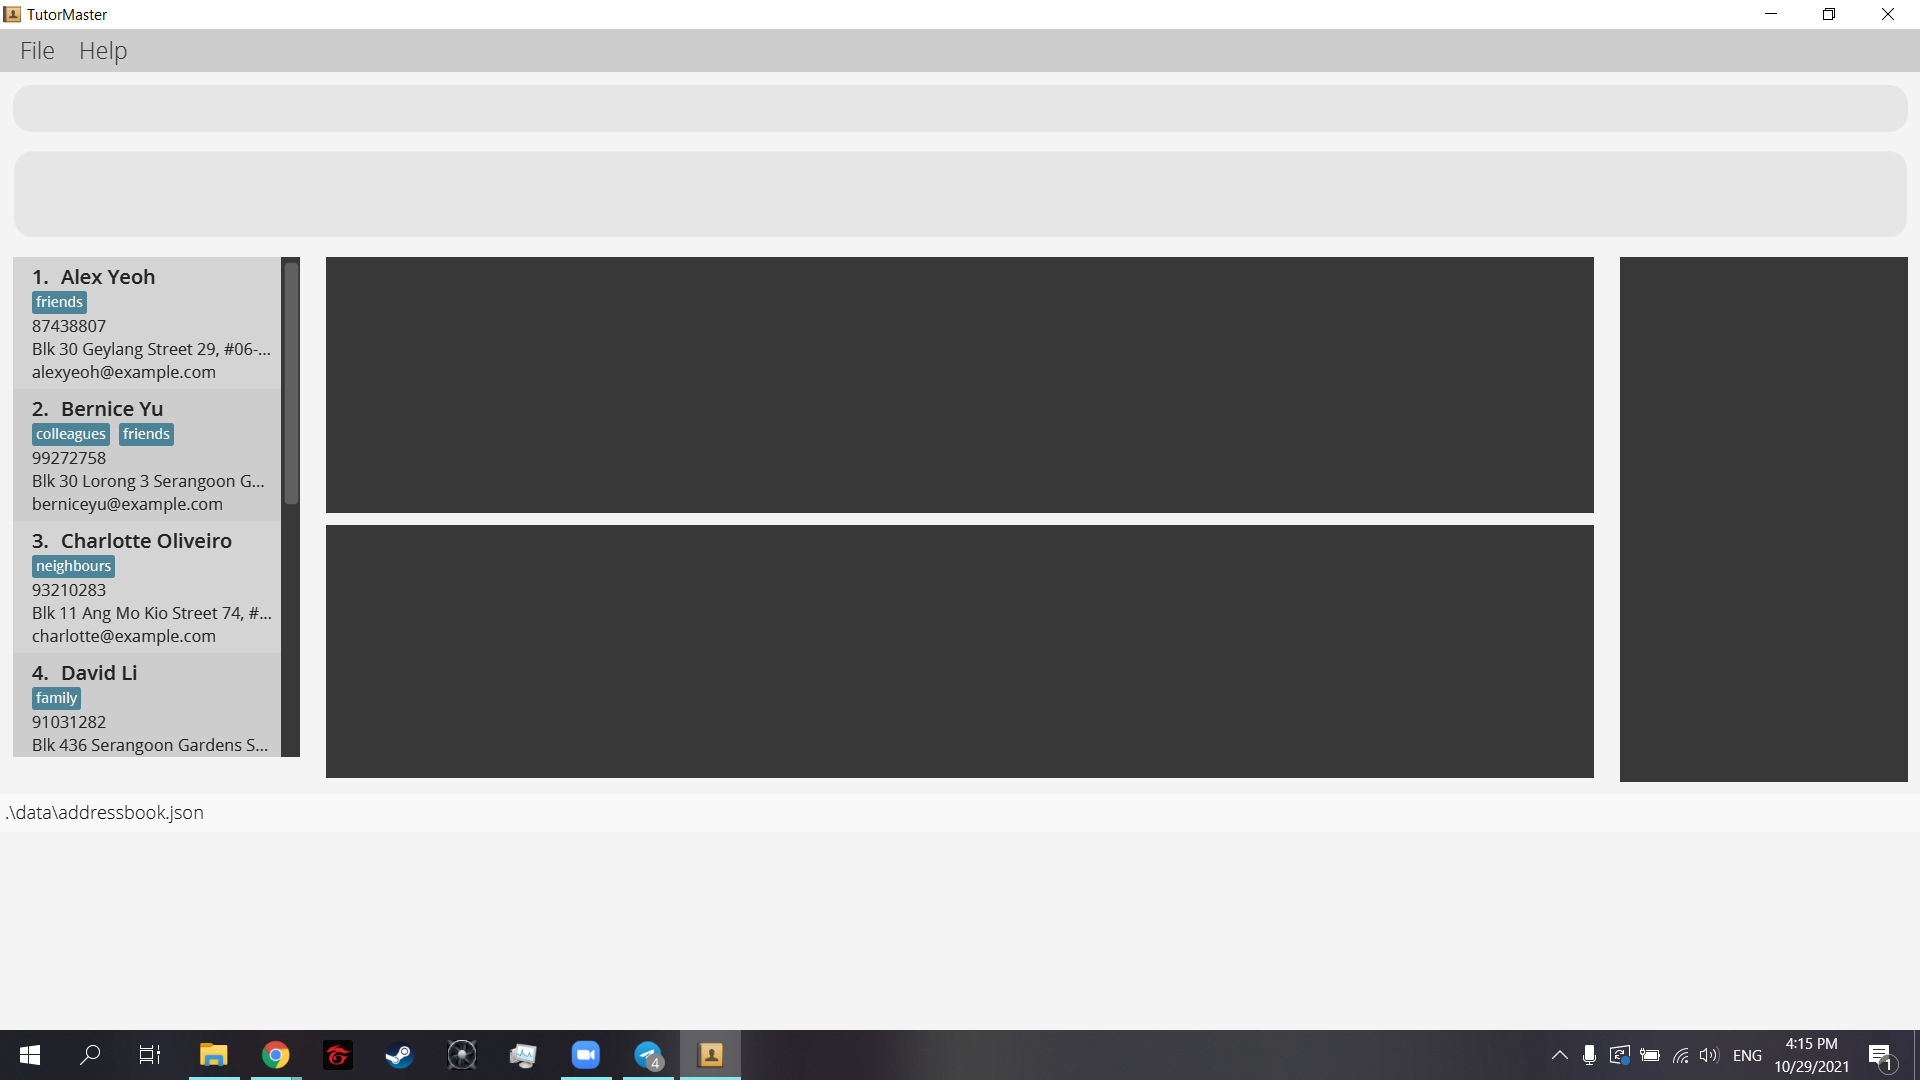 TutorMaster
File Help
1. Alex Yeoh
friends
87438807
Blk 30 Geylang Street 29, #06-...
alexyeoh@example.com
2. Bernice Yu
colleagues friends
99272758
Blk 30 Lorong 3 Serangoon G...
berniceyu@example.com
3. Charlotte Oliveiro
neighbours
93210283
Blk 11 Ang Mo Kio Street 74, #...
charlotte@example.com
4. David Li
family
91031282
Blk 436 Serangoon Gardens S...
.\data\addressbook.json
4
ENG
4:15 PM
10/29/2021
1